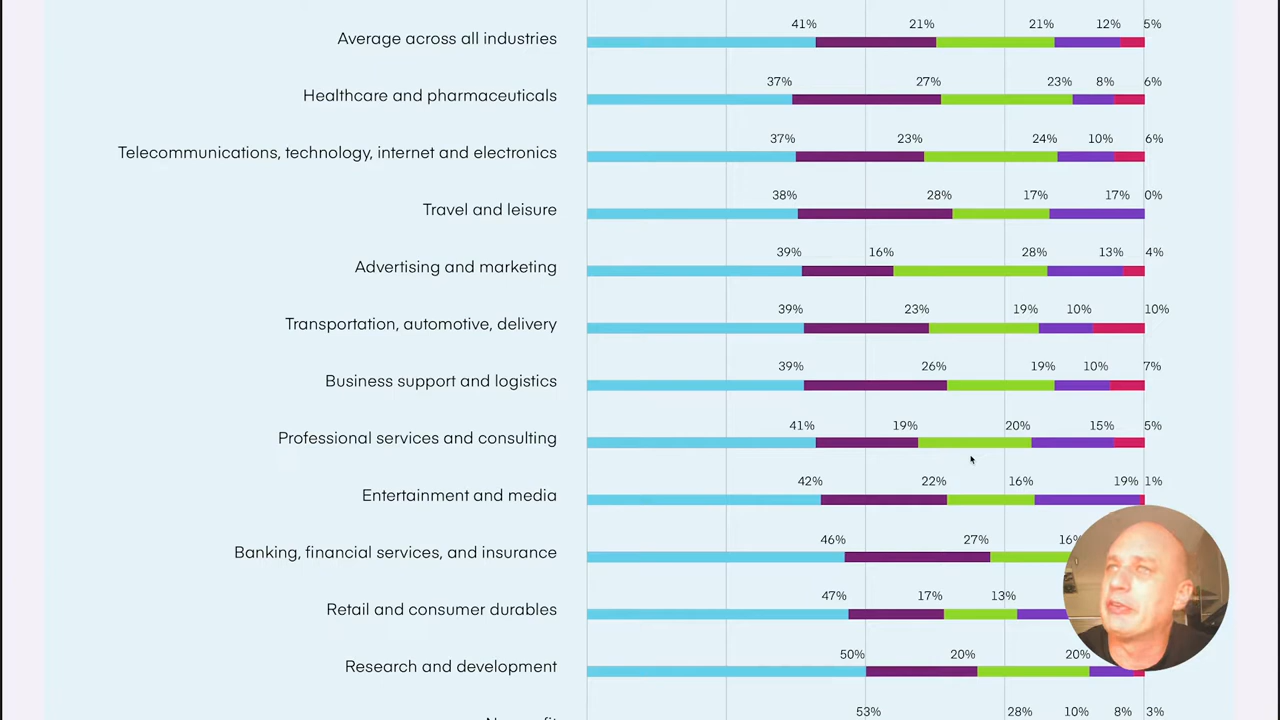 41% 21% 21% 12% 5%
Average across all industries
37% 27% 23% 8% 6%
Healthcare and pharmaceuticals
37% 23% 24% 10% 6%
Telecommunications, technology, internet and electronics
38% 28% 17% 17% 0%
Travel and leisure
39% 16% 28% 13% 4%
Advertising and marketing
39% 23% 19% 10% 10%
Transportation, automotive, delivery
39% 26% 19% 10% 7%
Business support and logistics
41% 19% 20% 15% 5%
Professional services and consulting
42% 22% 16% 19% 1%
Entertainment and media
46% 27% 16%
Banking, financial services, and insurance
47% 17% 13%
Retail and consumer durables
50% 20% 20%
Research and development
53% 28% 10% 8% 3%
Nonprofit